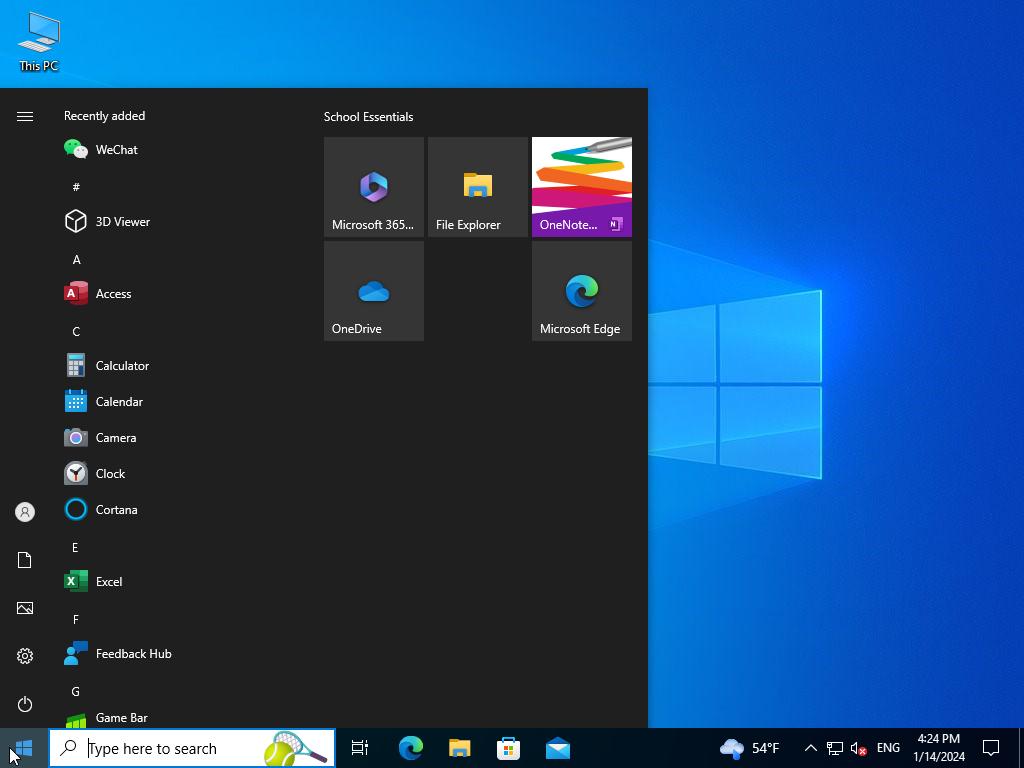 This PC
Recently added
WeChat
#
3D Viewer
A
Access
C
Calculator
Calendar
Camera
Clock
Cortana
E
Excel
F
Feedback Hub
G
Game Bar
School Essentials
Microsoft 365...
File Explorer
OneNote...
OneDrive
Microsoft Edge
Type here to search
54°F
ENG
4:24 PM
1/14/2024